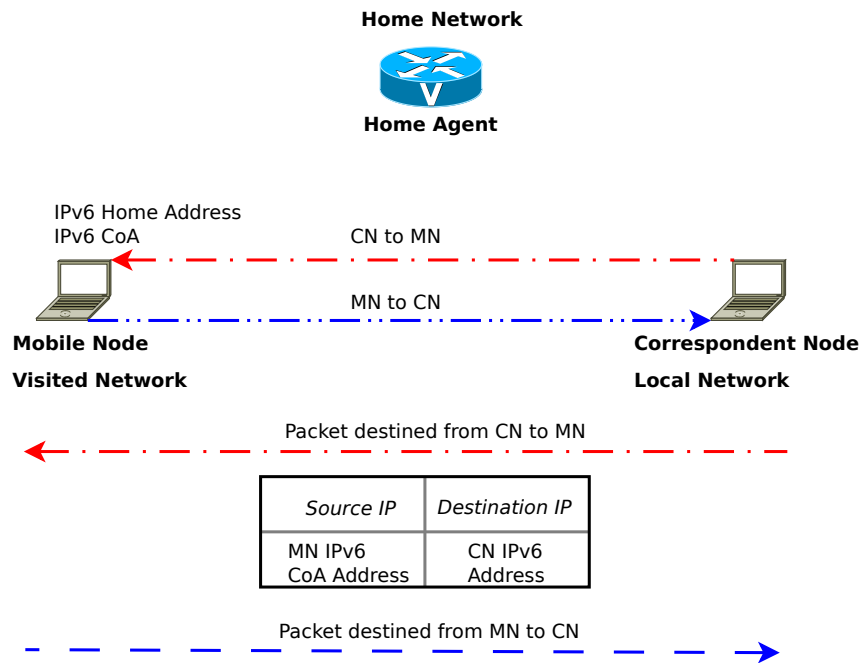 Home Network
V
Home Agent
IPv6 Home Address
IPv6 CoA
CN to MN
MN to CN
Mobile Node
Visited Network
Correspondent Node
Local Network
Packet destined from CN to MN
Source IP Destination IP
MN IPv6
CoA Address
CN IPv6
Address
Packet destined from MN to CN